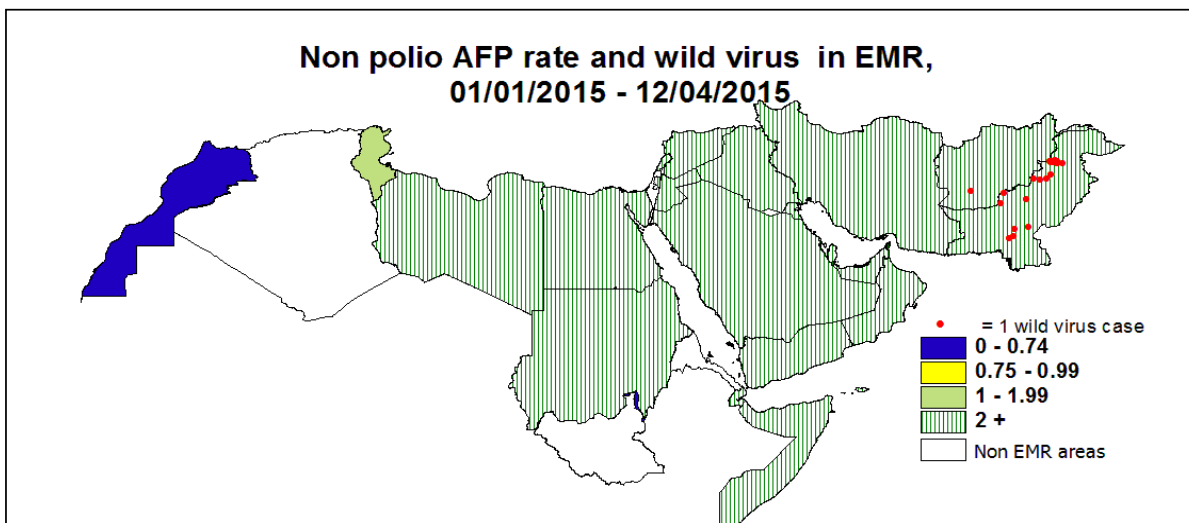 Non polio AFP rate and wild virus  in EMR,
01/01/2015 - 12/04/2015
= 1 wild virus case
0 - 0.74
0.75 - 0.99
1 - 1.99
2 +
Non EMR areas